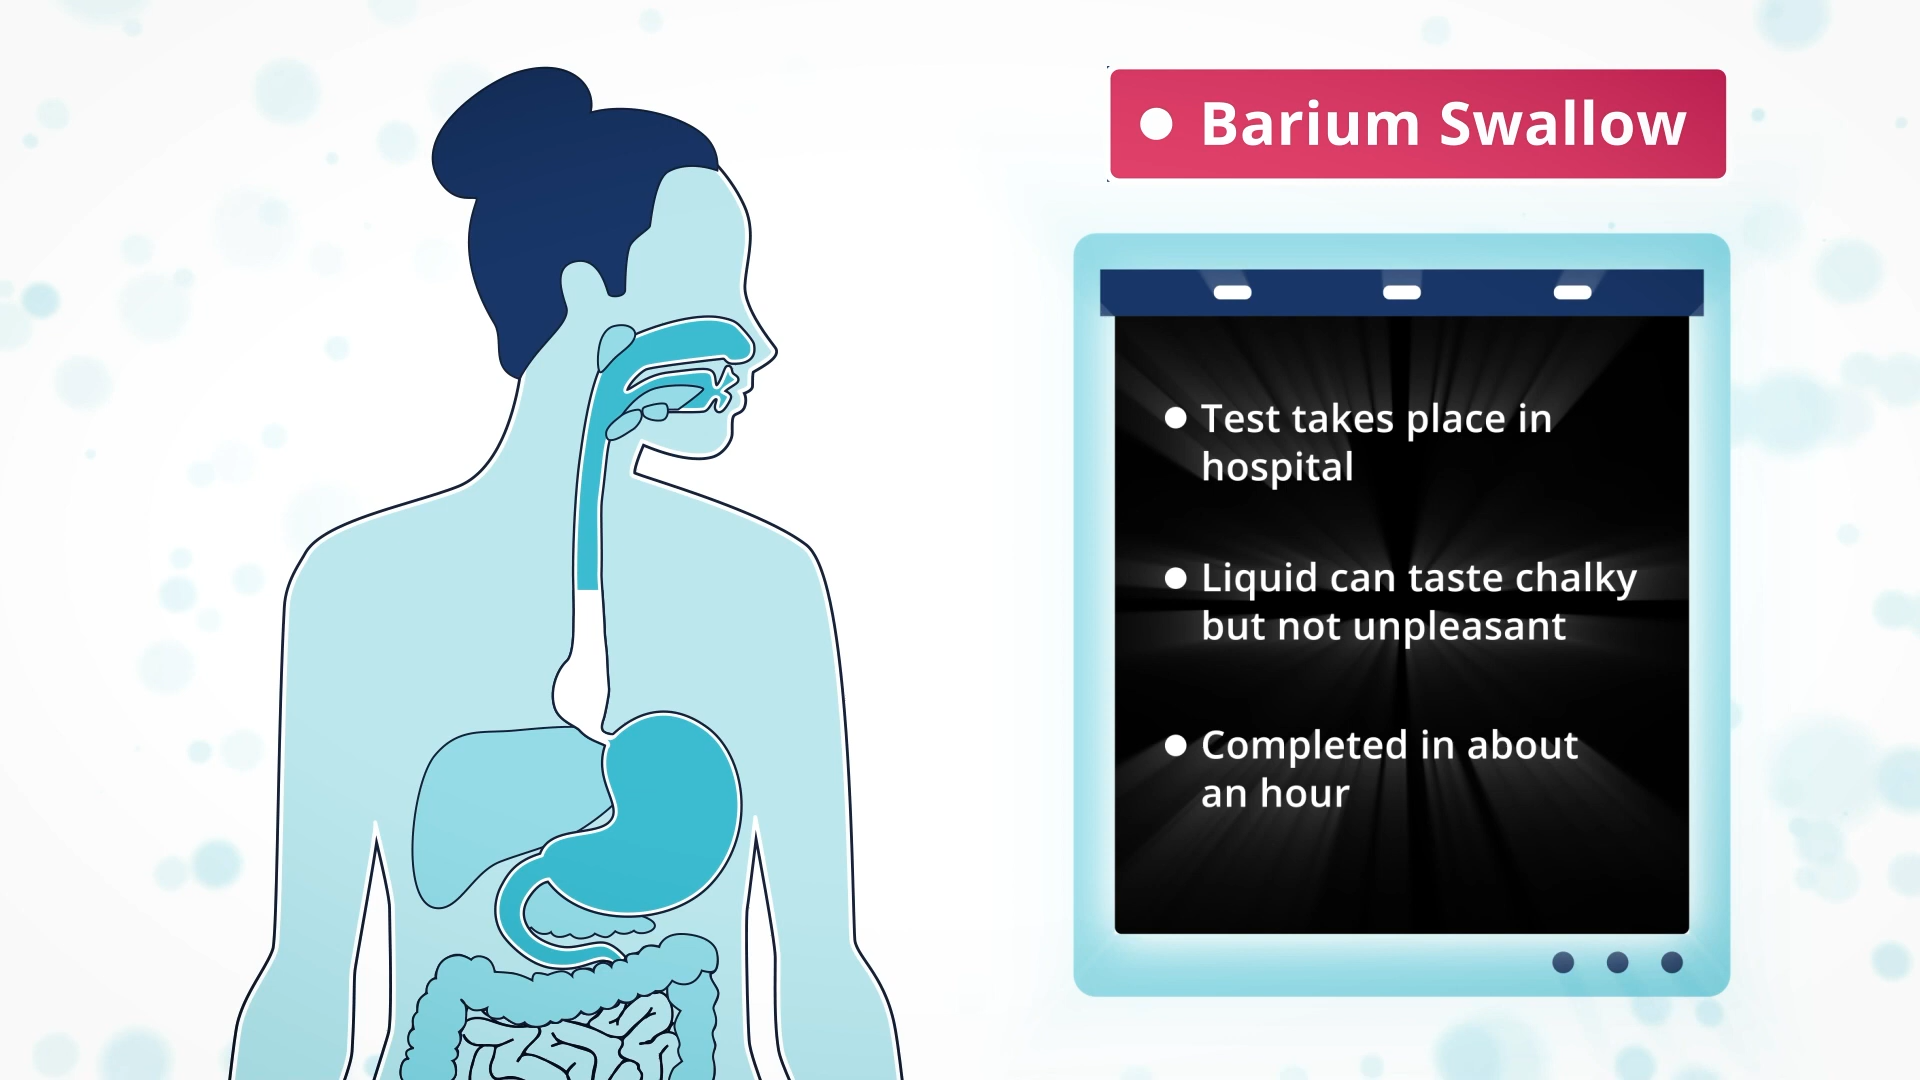 Barium Swallow
Test takes place in
hospital
Liquid can taste chalky
but not unpleasant
Completed in about
an hour